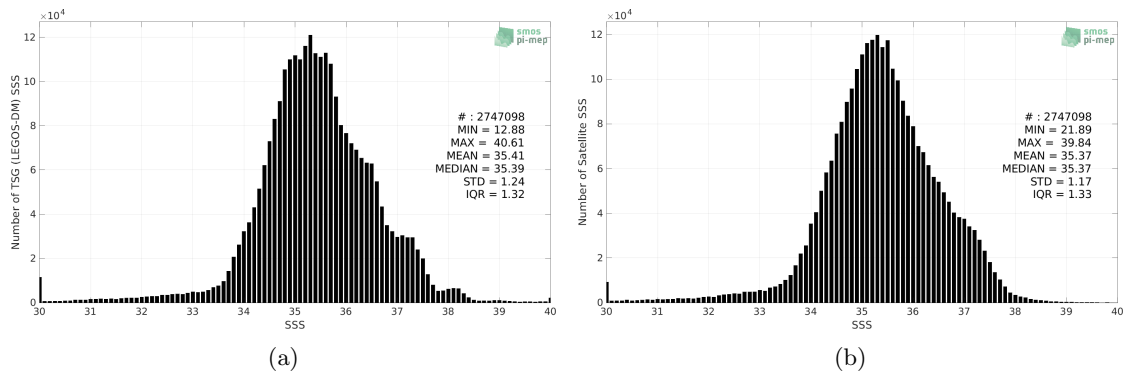 ×10⁴
smos
pi-mep
12
10
8
6
4
2
0
Number of TSG (LEGOS-DM) SSS
# : 2747098
MIN = 12.88
MAX = 40.61
MEAN = 35.41
MEDIAN = 35.39
STD = 1.24
IQR = 1.32
30 31 32 33 34 35 36 37 38 39 40
SSS
(a)
×10⁴
smos
pi-mep
12
10
8
6
4
2
0
Number of Satellite SSS
# : 2747098
MIN = 21.89
MAX = 39.84
MEAN = 35.37
MEDIAN = 35.37
STD = 1.17
IQR = 1.33
30 31 32 33 34 35 36 37 38 39 40
SSS
(b)